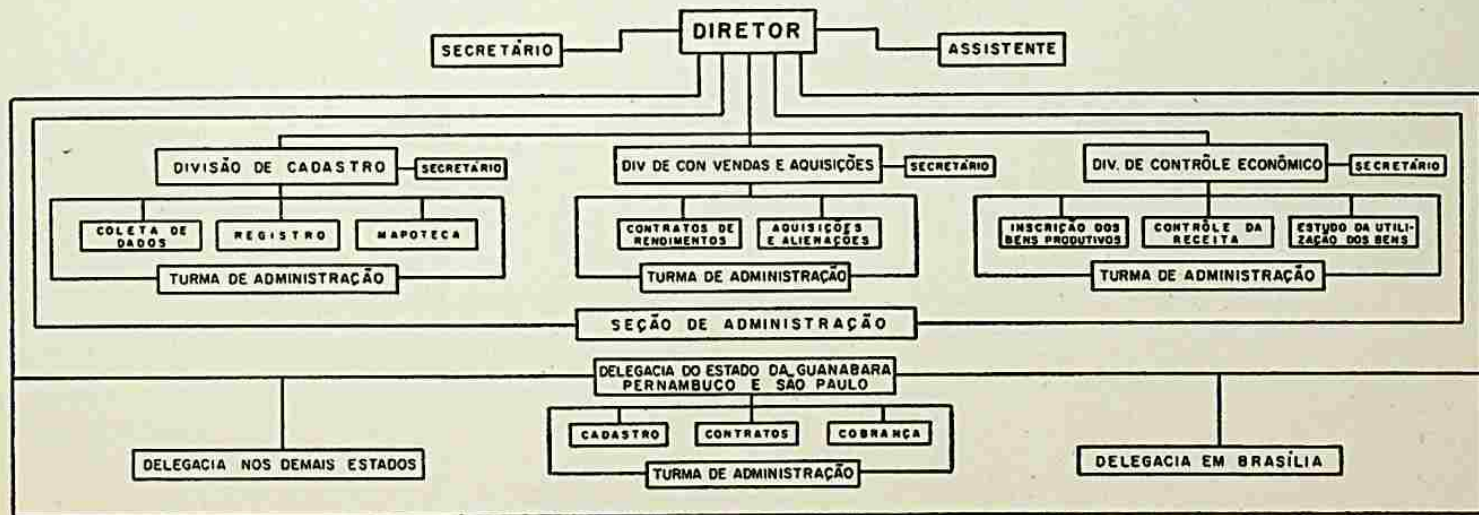 DIRETOR
SECRETÁRIO
ASSISTENTE
DIVISÃO DE CADASTRO
SECRETÁRIO
DIV DE CON VENDAS E AQUISIÇÕES
SECRETÁRIO
DIV. DE CONTRÔLE ECONÔMICO
SECRETÁRIO
COLETA DE
DADOS
REGISTRO
MAPOTECA
TURMA DE ADMINISTRAÇÃO
CONTRATOS DE
RENDIMENTOS
AQUISIÇÕES
E ALIENAÇÕES
TURMA DE ADMINISTRAÇÃO
INSCRIÇÃO DOS
BENS PRODUTIVOS
CONTRÔLE DA
RECEITA
ESTUDO DA UTILI-
ZAÇÃO DOS BENS
TURMA DE ADMINISTRAÇÃO
SEÇÃO DE ADMINISTRAÇÃO
DELEGACIA DO ESTADO DA GUANABARA
PERNAMBUCO E SÃO PAULO
CADASTRO
CONTRATOS
COBRANÇA
TURMA DE ADMINISTRAÇÃO
DELEGACIA NOS DEMAIS ESTADOS
DELEGACIA EM BRASÍLIA